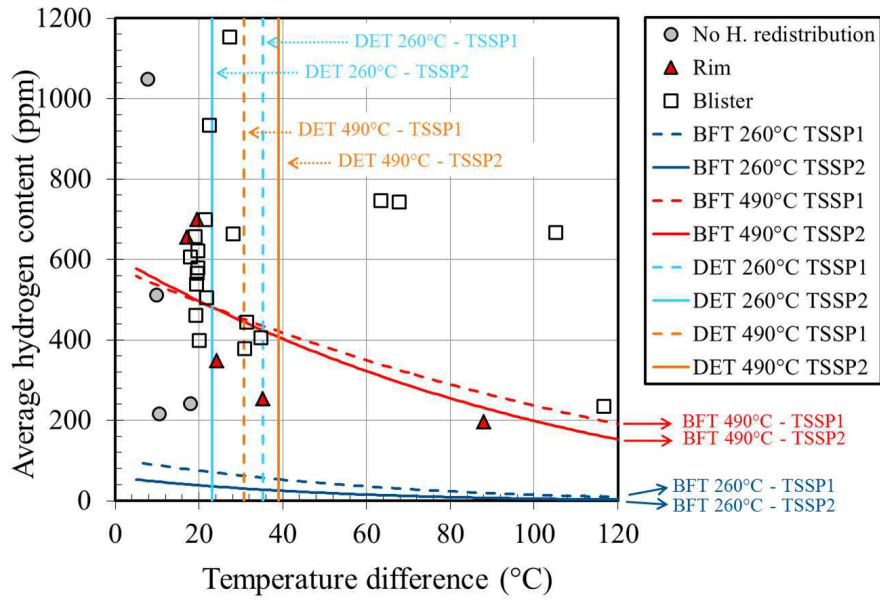 Average hydrogen content (ppm)
1200
1000
800
600
400
200
0
0 20 40 60 80 100 120
Temperature difference (°C)
DET 260°C - TSSP1
DET 260°C - TSSP2
DET 490°C - TSSP1
DET 490°C - TSSP2
No H. redistribution
Rim
Blister
BFT 260°C TSSP1
BFT 260°C TSSP2
BFT 490°C TSSP1
BFT 490°C TSSP2
DET 260°C TSSP1
DET 260°C TSSP2
DET 490°C TSSP1
DET 490°C TSSP2
BFT 490°C - TSSP1
BFT 490°C - TSSP2
BFT 260°C - TSSP1
BFT 260°C - TSSP2